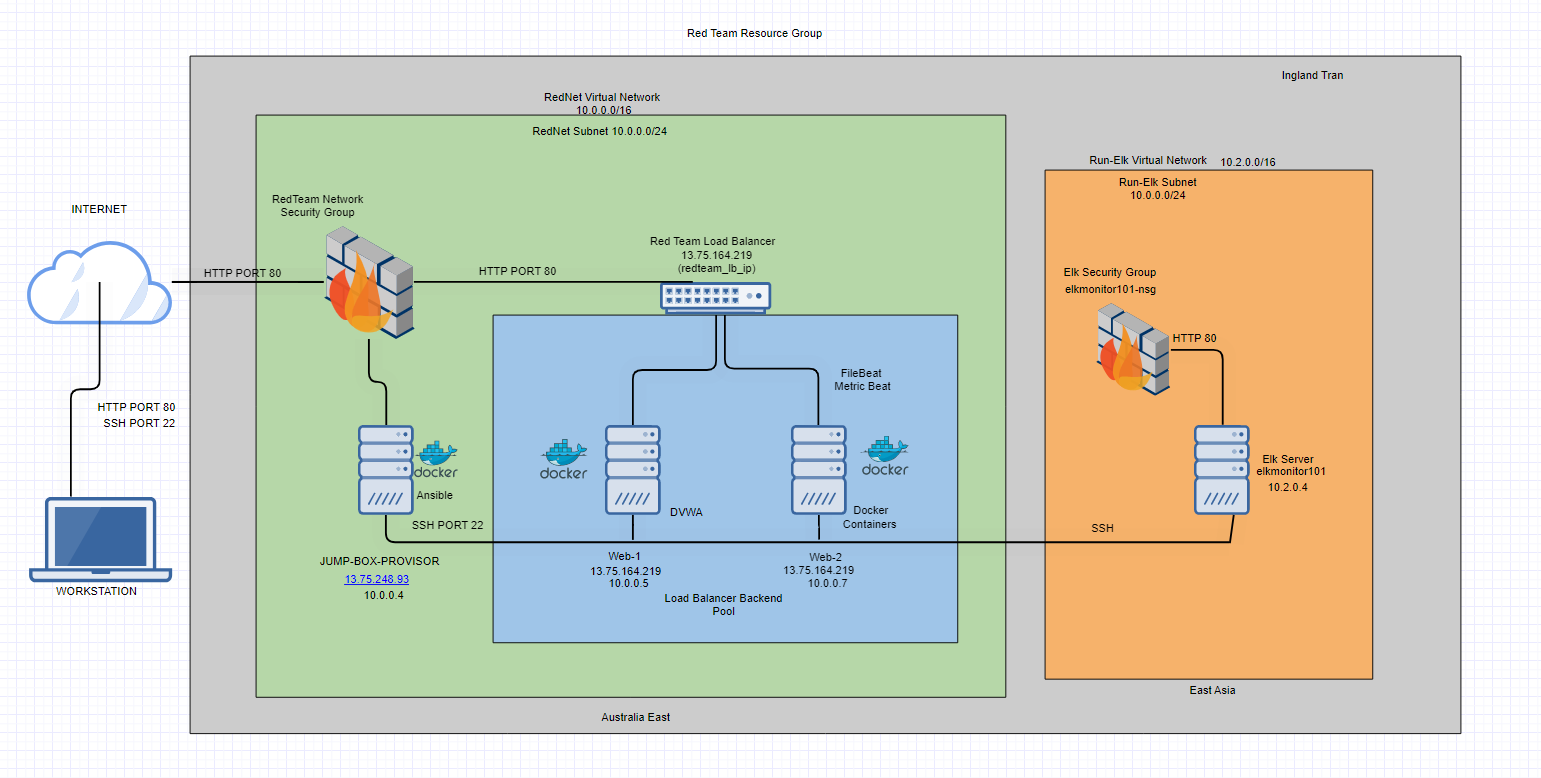 Red Team Resource Group
Ingland Tran
RedNet Virtual Network
10.0.0.0/16
RedNet Subnet 10.0.0.0/24
Run-Elk Virtual Network 10.2.0.0/16
Run-Elk Subnet
10.0.0.0/24
INTERNET
RedTeam Network
Security Group
HTTP PORT 80
HTTP PORT 80
Red Team Load Balancer
13.75.164.219
(redteam_lb_ip)
Elk Security Group
elkmonitor101-nsg
HTTP 80
FileBeat
Metric Beat
HTTP PORT 80
SSH PORT 22
docker
Ansible
docker
docker
DVWA
Docker
Containers
Elk Server
elkmonitor101
10.2.0.4
SSH PORT 22
SSH
JUMP-BOX-PROVISOR
13.75.248.93
10.0.0.4
Web-1
13.75.164.219
10.0.0.5
Web-2
13.75.164.219
10.0.0.7
Load Balancer Backend
Pool
WORKSTATION
East Asia
Australia East